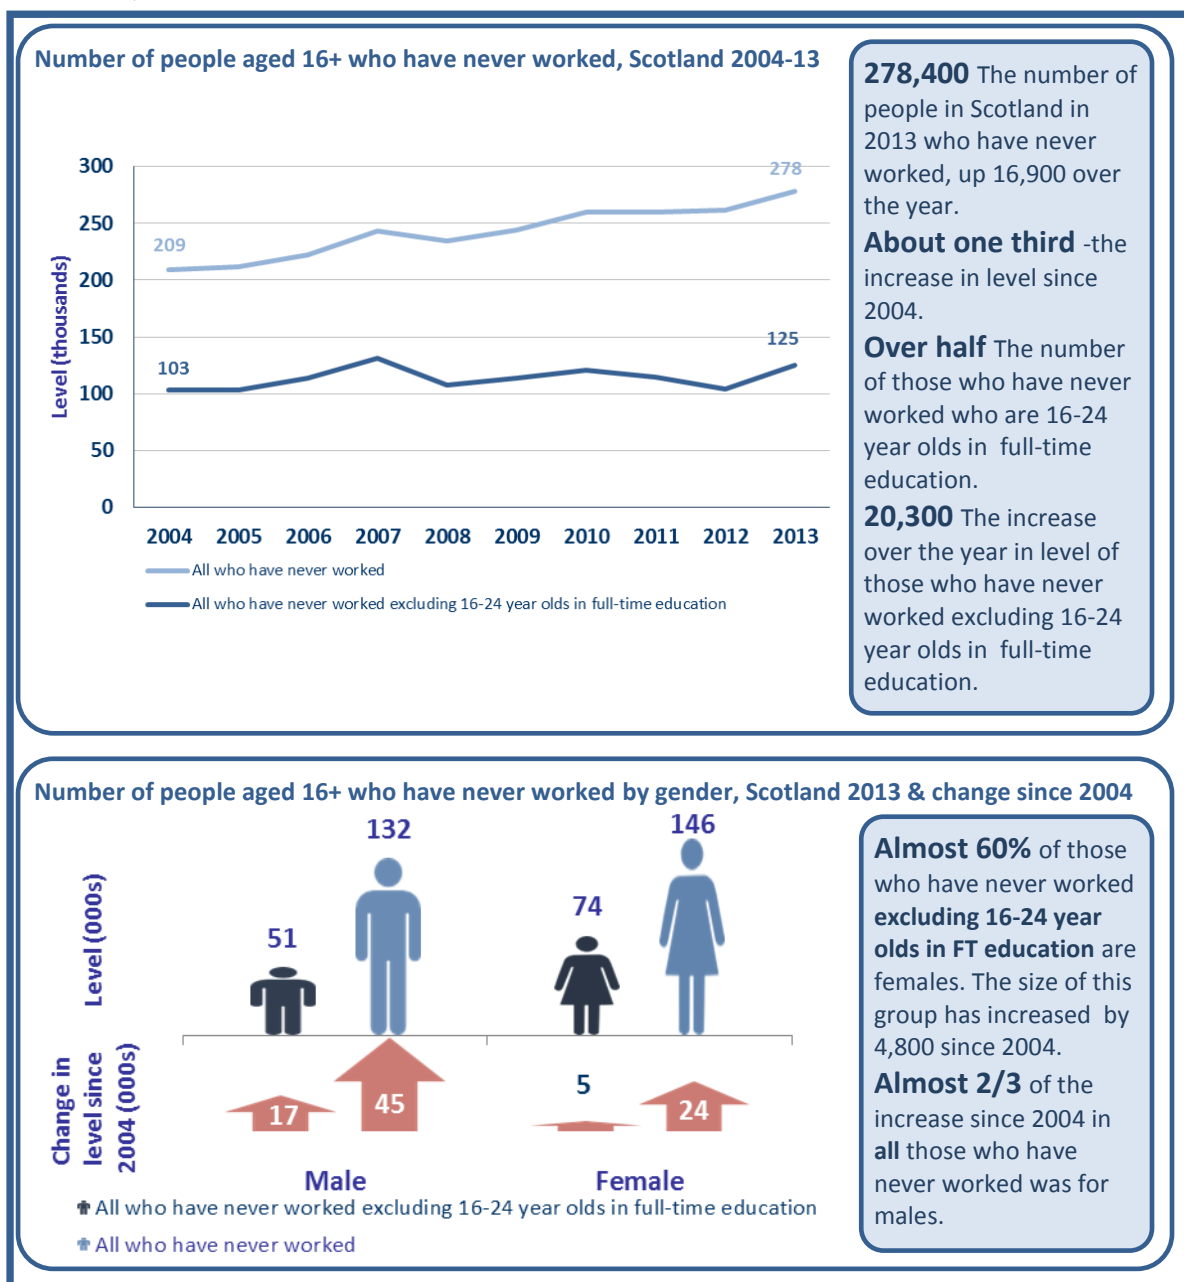 Number of people aged 16+ who have never worked, Scotland 2004-13
Level (thousands)
300
250
200
150
100
50
0
209
278
103
125
2004 2005 2006 2007 2008 2009 2010 2011 2012 2013
All who have never worked
All who have never worked excluding 16-24 year olds in full-time education
278,400 The number of
people in Scotland in
2013 who have never
worked, up 16,900 over
the year.
About one third -the
increase in level since
2004.
Over half The number
of those who have never
worked who are 16-24
year olds in full-time
education.
20,300 The increase
over the year in level of
those who have never
worked excluding 16-24
year olds in full-time
education.
Number of people aged 16+ who have never worked by gender, Scotland 2013 & change since 2004
Level (000s)
51
132
74
146
Change in
level since
2004 (000s)
17
45
5
24
Male
Female
All who have never worked excluding 16-24 year olds in full-time education
All who have never worked
Almost 60% of those
who have never worked
excluding 16-24 year
olds in FT education are
females. The size of this
group has increased by
4,800 since 2004.
Almost 2/3 of the
increase since 2004 in
all those who have
never worked was for
males.